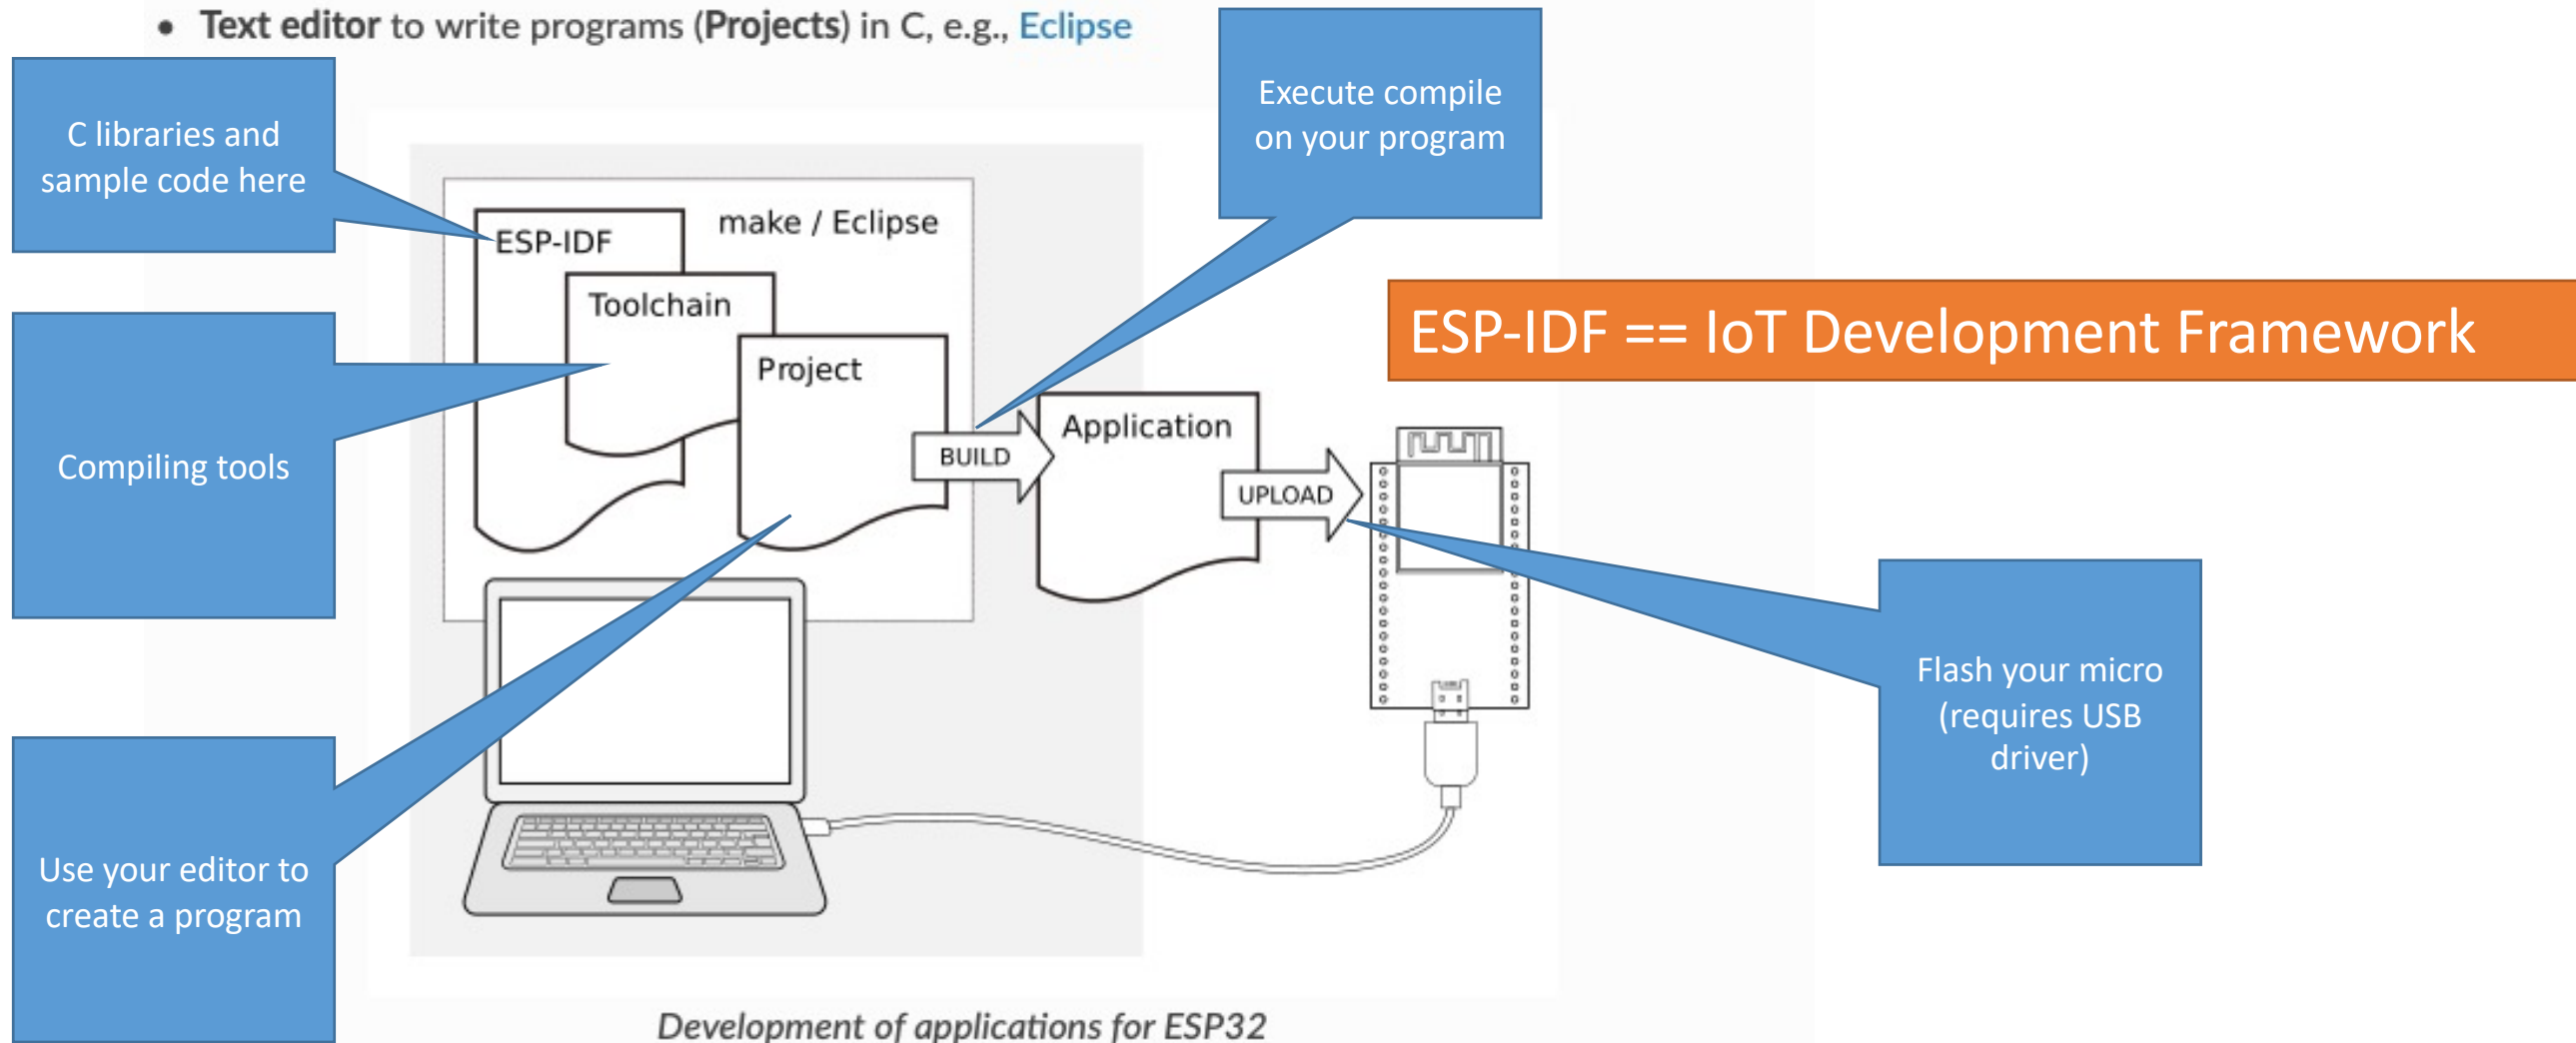 • Text editor to write programs (Projects) in C, e.g., Eclipse
C libraries and
sample code here
Execute compile
on your program
ESP-IDF
make / Eclipse
Toolchain
Project
ESP-IDF == IoT Development Framework
Compiling tools
BUILD
Application
UPLOAD
Flash your micro
(requires USB
driver)
Use your editor to
create a program
Development of applications for ESP32